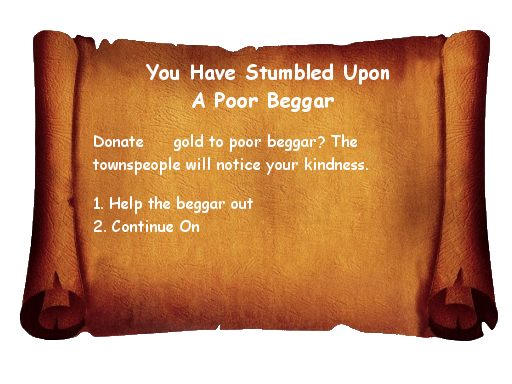 You Have Stumbled Upon
A Poor Beggar
Donate gold to poor beggar? The
townspeople will notice your kindness.
1. Help the beggar out
2. Continue On